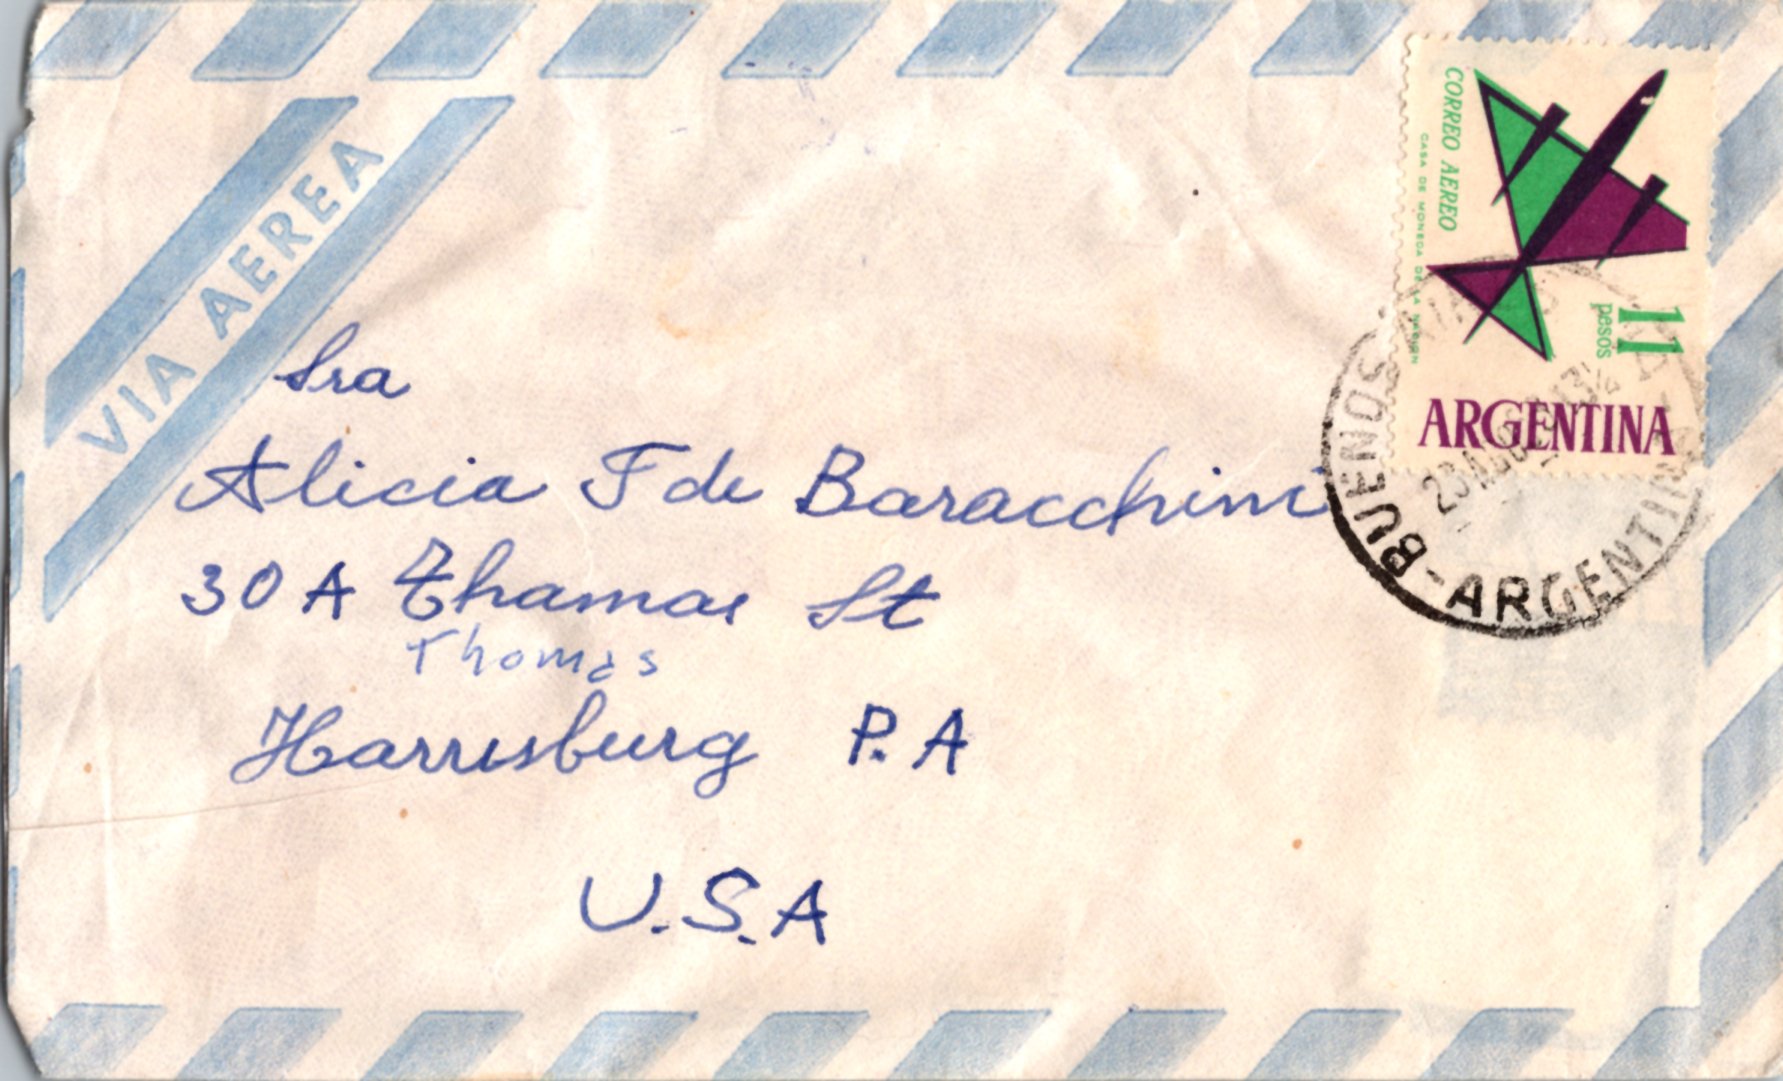 VIA AEREA
CORREO AEREO
CASA DE MONEDA DE LA NACION
11
pesos
ARGENTINA
BUENOS
ARGENTINA
Sra
Alicia F de Baracchini
30 A Thamas St
Thomas
Harrisburg P.A
U.S.A